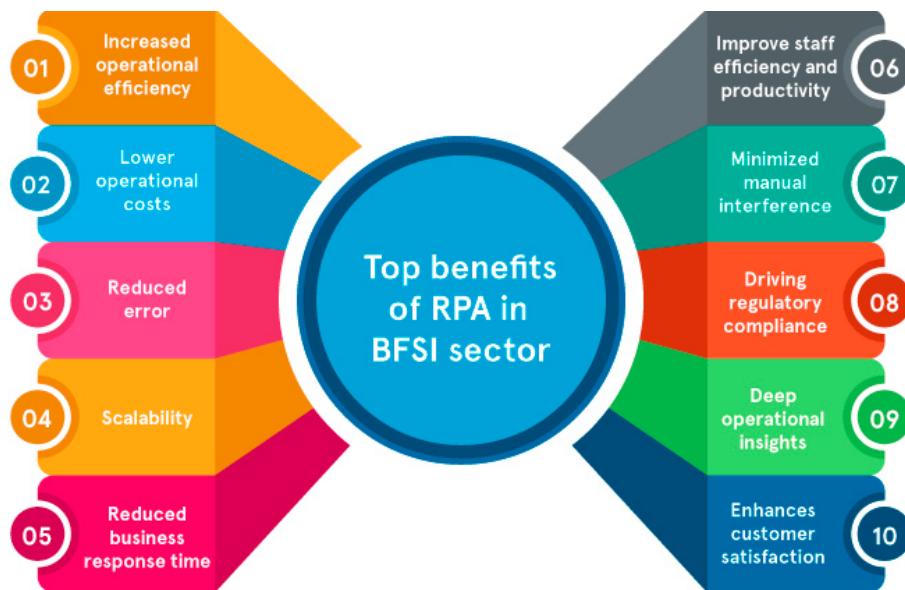 01
Increased
operational
efficiency
02
Lower
operational
costs
03
Reduced
error
04
Scalability
05
Reduced
business
response time
Top benefits
of RPA in
BFSI sector
Improve staff
efficiency and
productivity
06
Minimized
manual
interference
07
Driving
regulatory
compliance
08
Deep
operational
insights
09
Enhances
customer
satisfaction
10